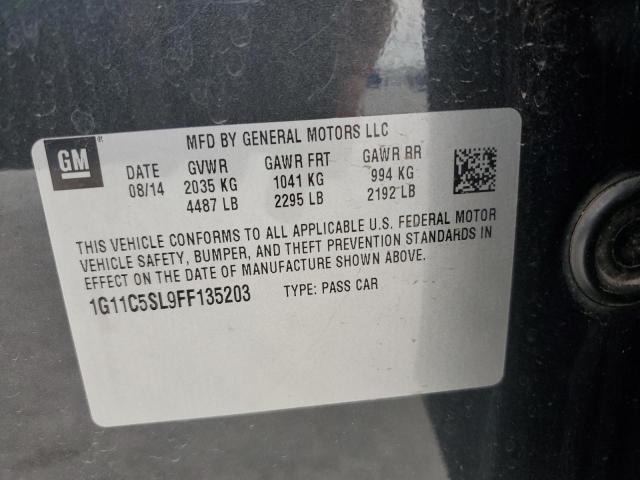 GM
MFD BY GENERAL MOTORS LLC
DATE GVWR GAWR FRT GAWR RR
08/14 2035 KG 1041 KG 994 KG
4487 LB 2295 LB 2192 LB
THIS VEHICLE CONFORMS TO ALL APPLICABLE U.S. FEDERAL MOTOR
VEHICLE SAFETY, BUMPER, AND THEFT PREVENTION STANDARDS IN
EFFECT ON THE DATE OF MANUFACTURE SHOWN ABOVE.
1G11C5SL9FF135203 TYPE: PASS CAR